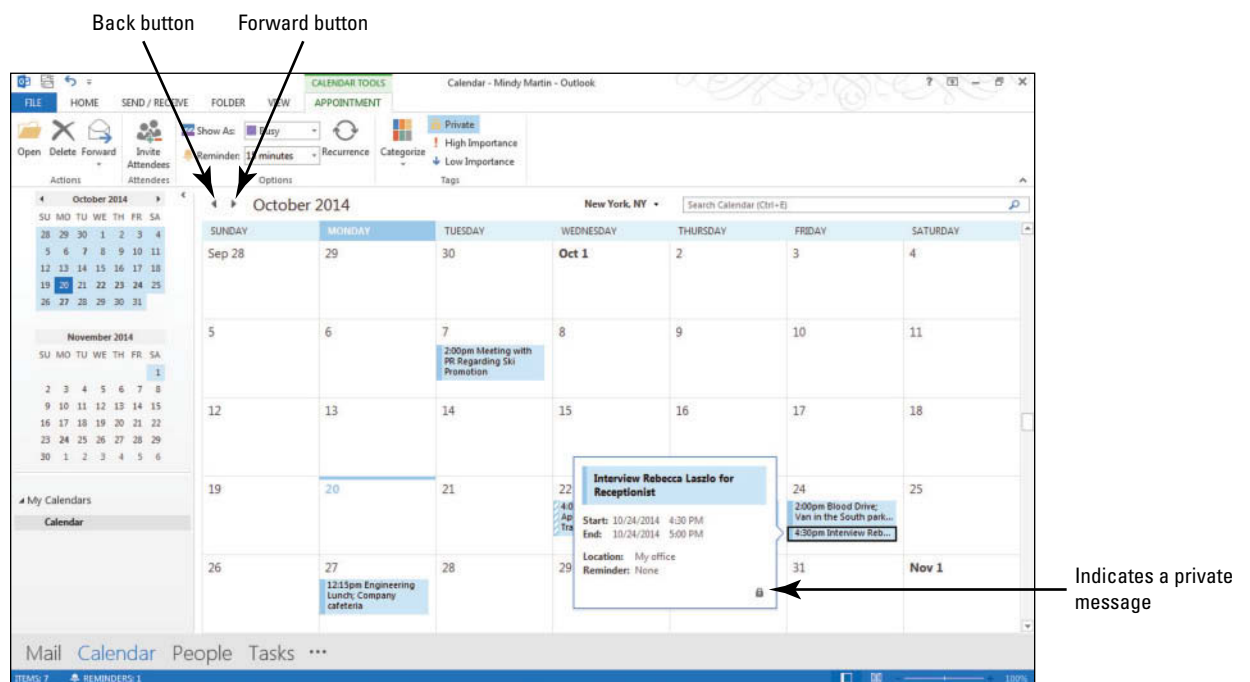 Back button
Forward button
Calendar - Mindy Martin - Outlook
CALENDAR TOOLS
FILE HOME SEND / RECEIVE FOLDER VIEW APPOINTMENT
Open Delete Forward
Invite Attendees
Show As: Busy
Reminder: 15 minutes
Recurrence
Categorize
Private
High Importance
Low Importance
Actions Attendees Options Tags
October 2014
SU MO TU WE TH FR SA
28 29 30 1 2 3 4
5 6 7 8 9 10 11
12 13 14 15 16 17 18
19 20 21 22 23 24 25
26 27 28 29 30 31
November 2014
SU MO TU WE TH FR SA
1
2 3 4 5 6 7 8
9 10 11 12 13 14 15
16 17 18 19 20 21 22
23 24 25 26 27 28 29
30 1 2 3 4 5 6
My Calendars
Calendar
October 2014
New York, NY
Search Calendar (Ctrl+E)
SUNDAY MONDAY TUESDAY WEDNESDAY THURSDAY FRIDAY SATURDAY
Sep 28 29 30 Oct 1 2 3 4
5 6 7 8 9 10 11
2:00pm Meeting with
PR Regarding Ski
Promotion
12 13 14 15 16 17 18
19 20 21 22 24 25
4:0
Ap
Tra
2:00pm Blood Drive;
Van in the South park...
4:30pm Interview Reb...
Interview Rebecca Laszlo for
Receptionist
Start: 10/24/2014 4:30 PM
End: 10/24/2014 5:00 PM
Location: My office
Reminder: None
26 27 28 29 31 Nov 1
12:15pm Engineering
Lunch; Company
cafeteria
Indicates a private
message
Mail Calendar People Tasks ...
ITEMS: 7 REMINDERS: 1 100%